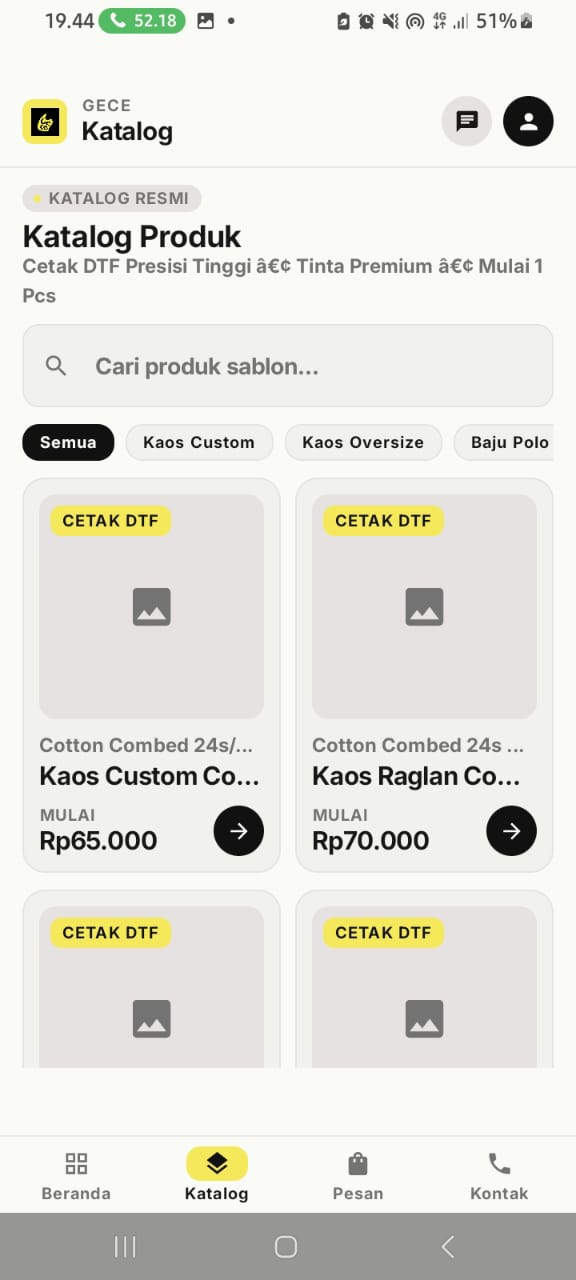 19.44
52.18
4G
51%
GECE
Katalog
KATALOG RESMI
Katalog Produk
Cetak DTF Presisi Tinggi â€¢ Tinta Premium â€¢ Mulai 1
Pcs
Cari produk sablon...
Semua
Kaos Custom
Kaos Oversize
Baju Polo
CETAK DTF
CETAK DTF
Cotton Combed 24s/...
Cotton Combed 24s ...
Kaos Custom Co...
Kaos Raglan Co...
MULAI
Rp65.000
MULAI
Rp70.000
CETAK DTF
CETAK DTF
Beranda
Katalog
Pesan
Kontak